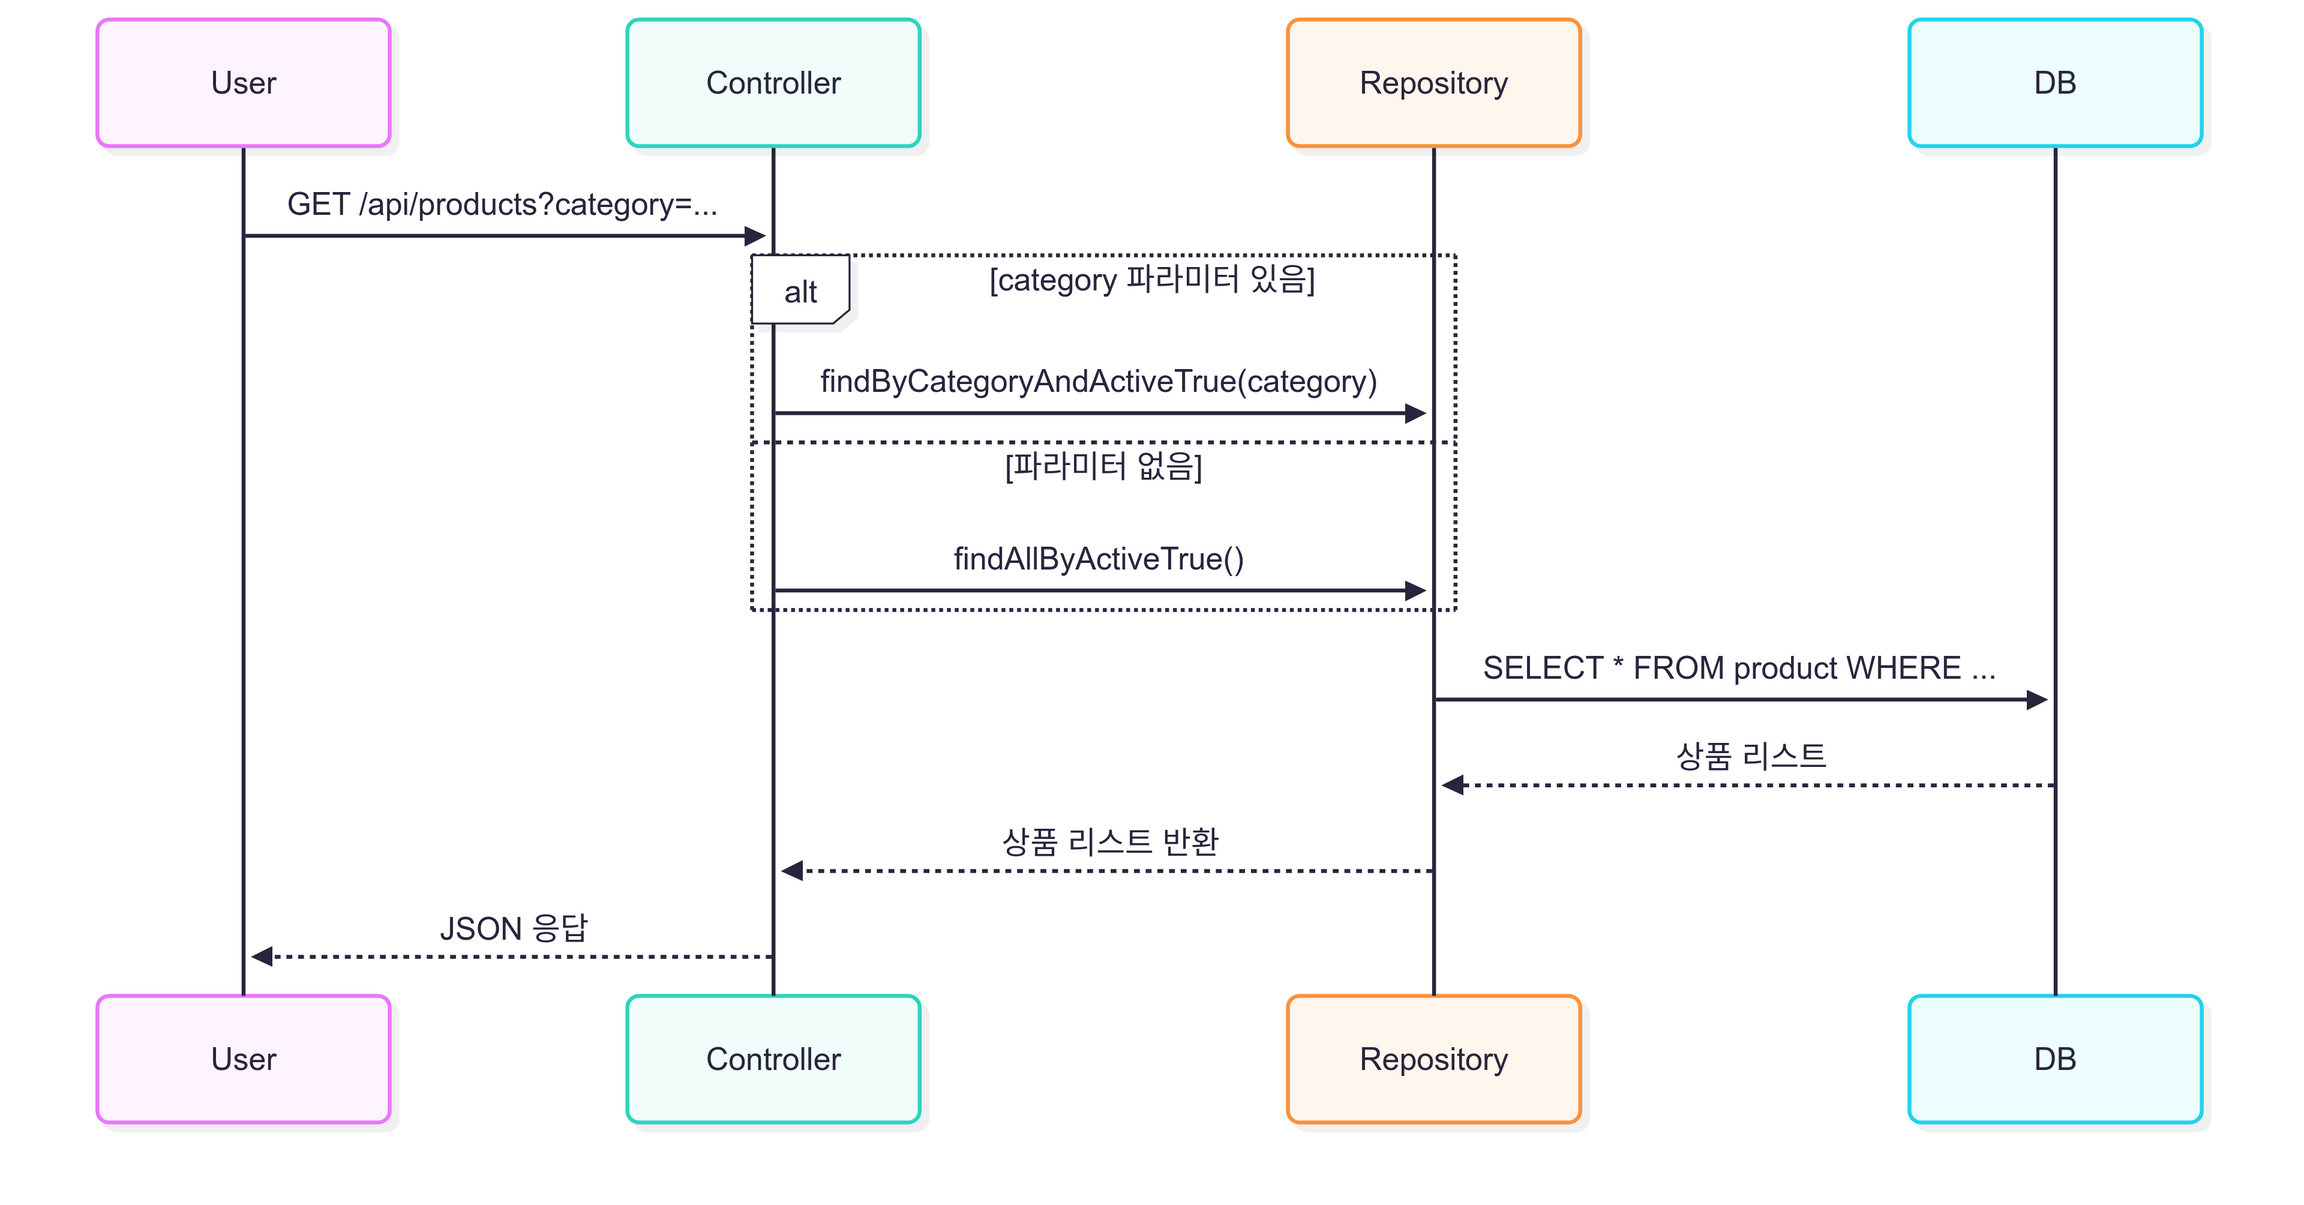 User
Controller
Repository
DB
GET /api/products?category=...
alt
[category 파라미터 있음]
findByCategoryAndActiveTrue(category)
[파라미터 없음]
findAllByActiveTrue()
SELECT * FROM product WHERE ...
상품 리스트
상품 리스트 반환
JSON 응답
User
Controller
Repository
DB